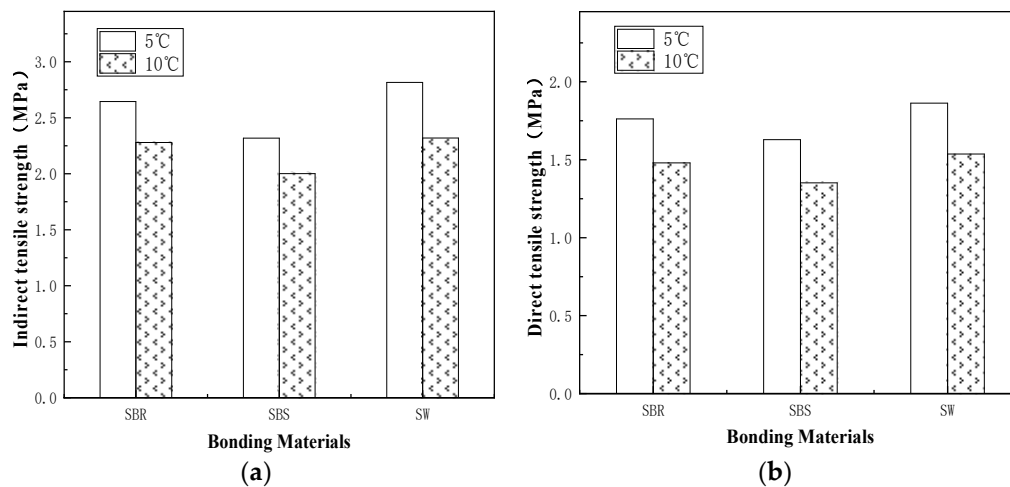 5℃
10℃
3.0
2.5
2.0
1.5
1.0
0.5
0.0
Indirect tensile strength (MPa)
SBR SBS SW
Bonding Materials
(a)
5℃
10℃
2.0
1.5
1.0
0.5
0.0
Direct tensile strength (MPa)
SBR SBS SW
Bonding Materials
(b)